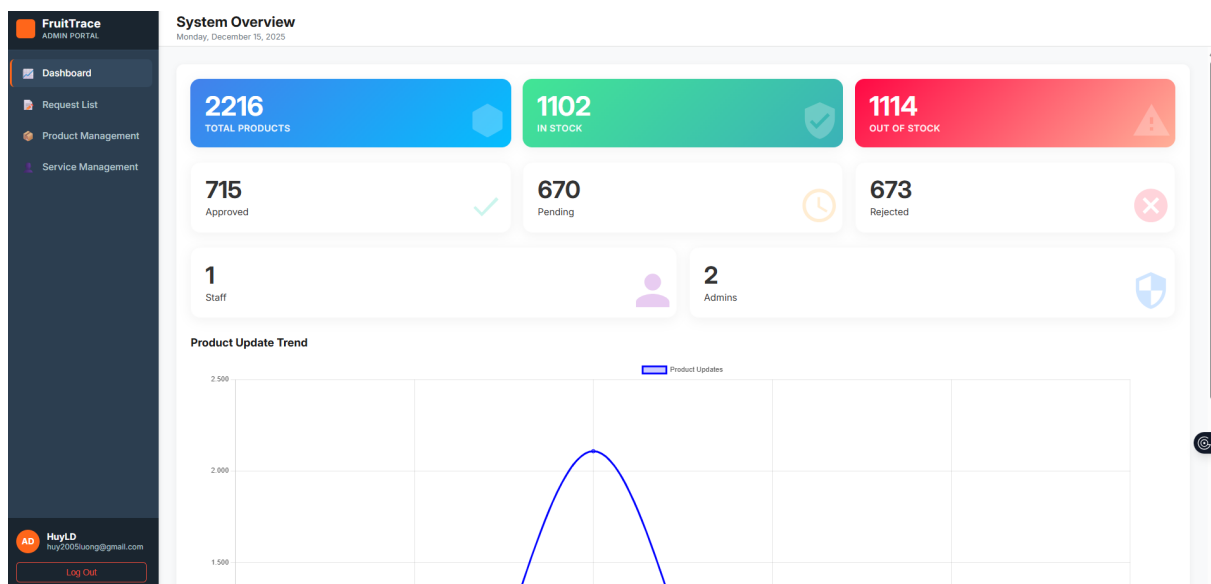 FruitTrace
ADMIN PORTAL
Dashboard
Request List
Product Management
Service Management
AD
HuyLD
huy2005luong@gmail.com
Log Out
System Overview
Monday, December 15, 2025
2216
TOTAL PRODUCTS
1102
IN STOCK
1114
OUT OF STOCK
715
Approved
670
Pending
673
Rejected
1
Staff
2
Admins
Product Update Trend
Product Updates
2.500
2.000
1.500